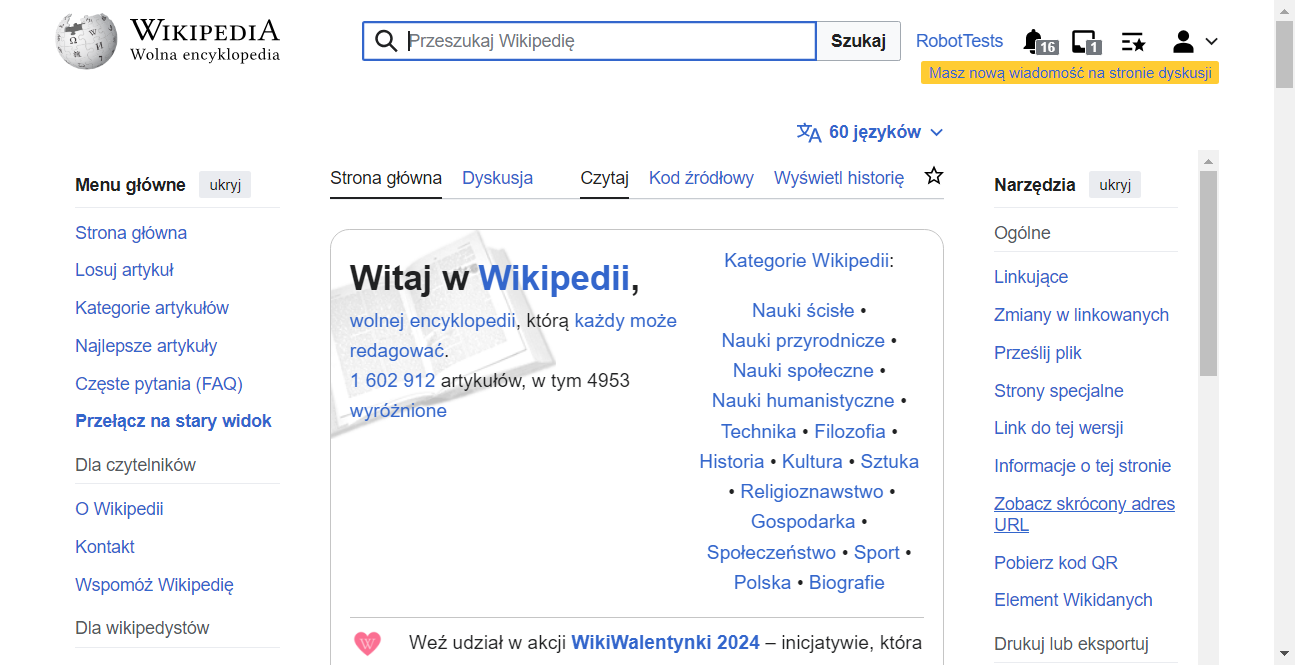 WIKIPEDIA
Wolna encyklopedia
Przeszukaj Wikipedię
Szukaj
RobotTests
16
1
Masz nową wiadomość na stronie dyskusji
60 języków
Menu główne
ukryj
Strona główna
Losuj artykuł
Kategorie artykułów
Najlepsze artykuły
Częste pytania (FAQ)
Przełącz na stary widok
Dla czytelników
O Wikipedii
Kontakt
Wspomóż Wikipedię
Dla wikipedystów
Strona główna
Dyskusja
Czytaj
Kod źródłowy
Wyświetl historię
Witaj w Wikipedii,
wolnej encyklopedii, którą każdy może
redagować.
1 602 912 artykułów, w tym 4953
wyróżnione
Kategorie Wikipedii:
Nauki ścisłe •
Nauki przyrodnicze •
Nauki społeczne •
Nauki humanistyczne •
Technika • Filozofia •
Historia • Kultura • Sztuka
• Religioznawstwo •
Gospodarka •
Społeczeństwo • Sport •
Polska • Biografie
Weź udział w akcji WikiWalentynki 2024 – inicjatywie, która
Narzędzia
ukryj
Ogólne
Linkujące
Zmiany w linkowanych
Prześlij plik
Strony specjalne
Link do tej wersji
Informacje o tej stronie
Zobacz skrócony adres
URL
Pobierz kod QR
Element Wikidanych
Drukuj lub eksportuj